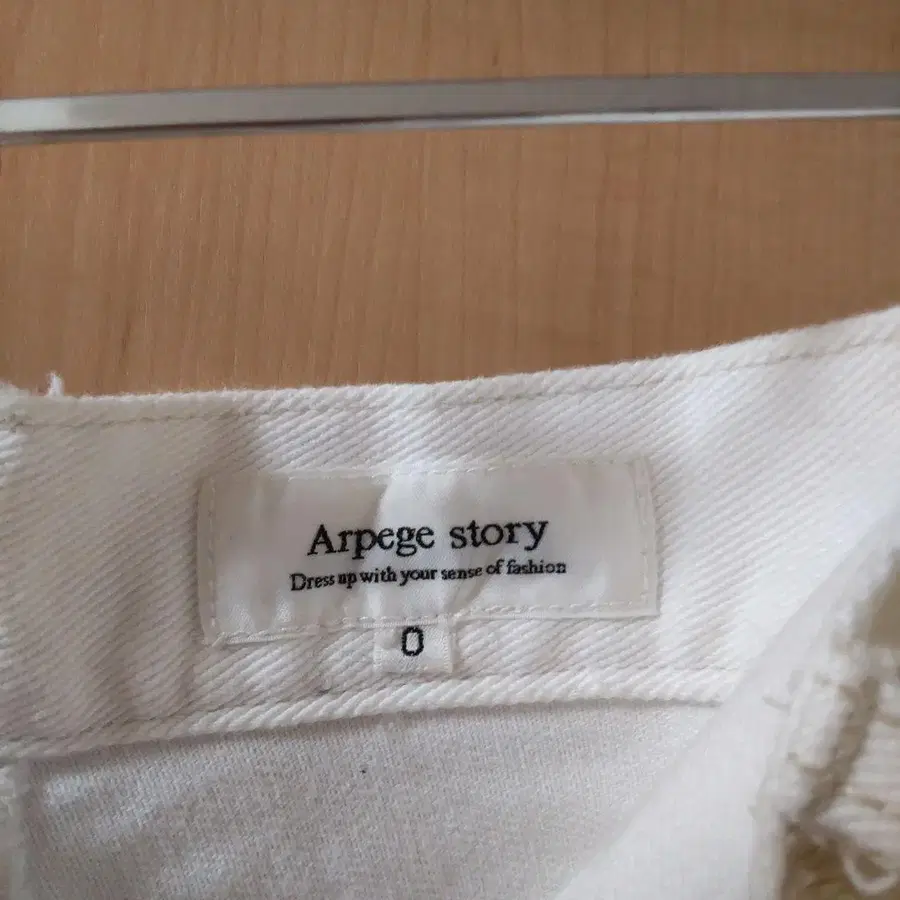 Arpege story
Dress up with your sense of fashion
0